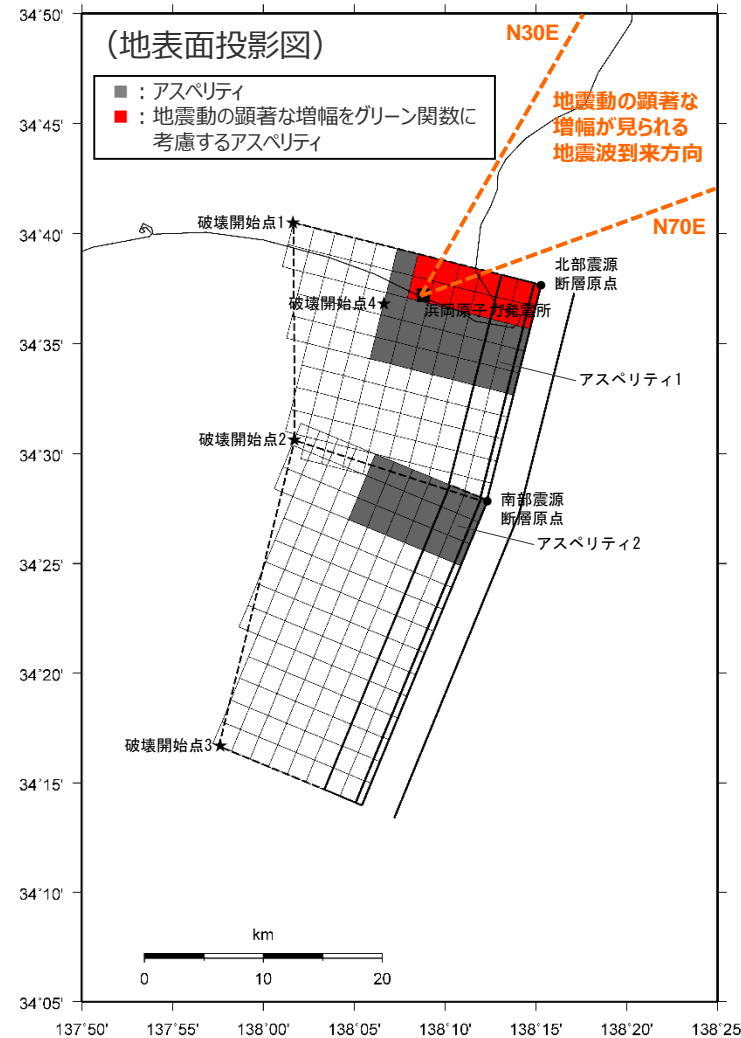 (地表面投影図)
■:アスペリティ
■:地震動の顕著な増幅をグリーン関数に
考慮するアスペリティ
N30E
地震動の顕著な
増幅が見られる
地震波到来方向
N70E
破壊開始点1
北部震源
断層原点
破壊開始点4
浜岡原子力発電所
アスペリティ1
破壊開始点2
南部震源
断層原点
アスペリティ2
破壊開始点3
km
0 10 20
34°50'
34°45'
34°40'
34°35'
34°30'
34°25'
34°20'
34°15'
34°10'
34°05'
137°50' 137°55' 138°00' 138°05' 138°10' 138°15' 138°20' 138°25'